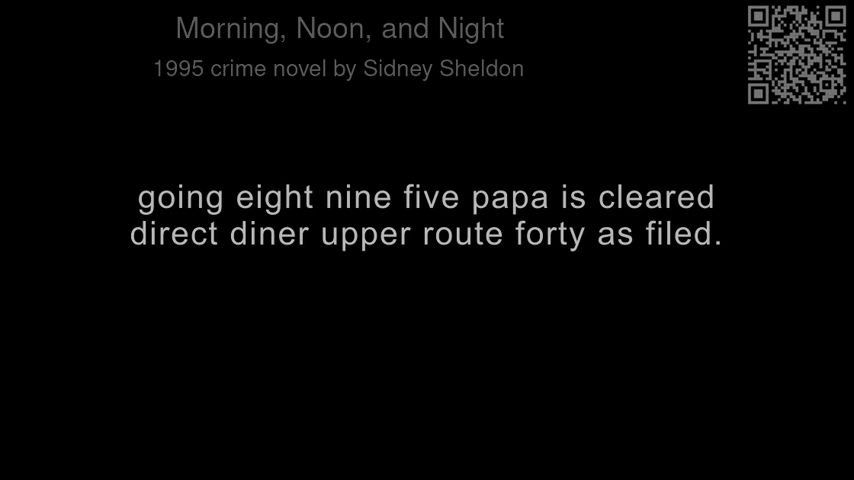 Morning, Noon, and Night
1995 crime novel by Sidney Sheldon
going eight nine five papa is cleared
direct diner upper route forty as filed.